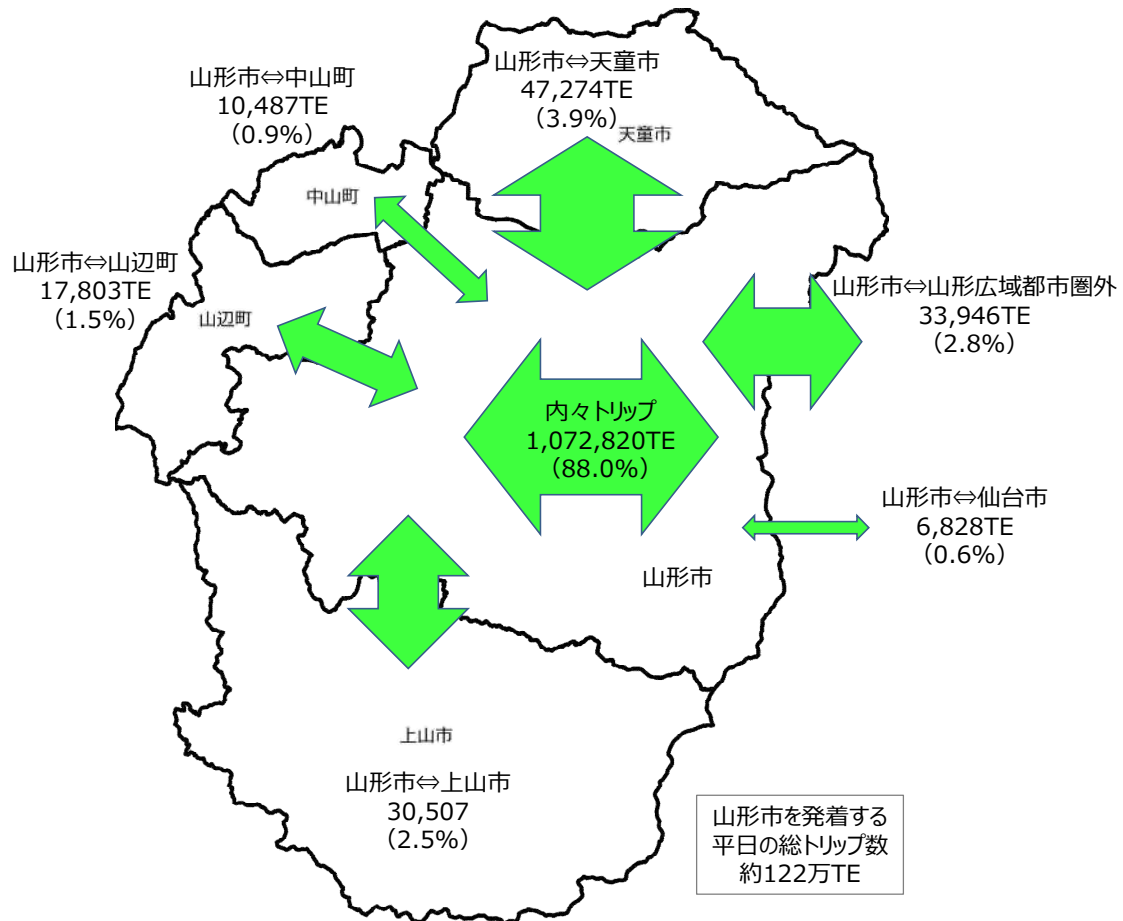 山形市⇔天童市
47,274TE
（3.9%）
天童市
山形市⇔中山町
10,487TE
（0.9%）
中山町
山形市⇔山辺町
17,803TE
（1.5%）
山辺町
山形市⇔山形広域都市圏外
33,946TE
（2.8%）
内々トリップ
1,072,820TE
（88.0%）
山形市⇔仙台市
6,828TE
（0.6%）
山形市
上山市
山形市⇔上山市
30,507
（2.5%）
山形市を発着する
平日の総トリップ数
約122万TE